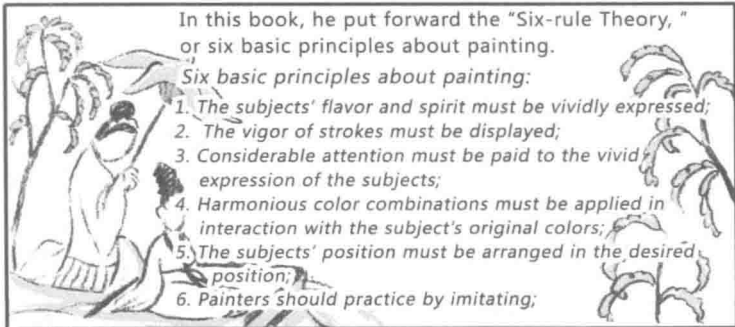 In this book, he put forward the “Six-rule Theory, ”
or six basic principles about painting.
Six basic principles about painting:
1. The subjects' flavor and spirit must be vividly expressed;
2. The vigor of strokes must be displayed;
3. Considerable attention must be paid to the vivid
expression of the subjects;
4. Harmonious color combinations must be applied in
interaction with the subject's original colors;
5. The subjects' position must be arranged in the desired
position;
6. Painters should practice by imitating;